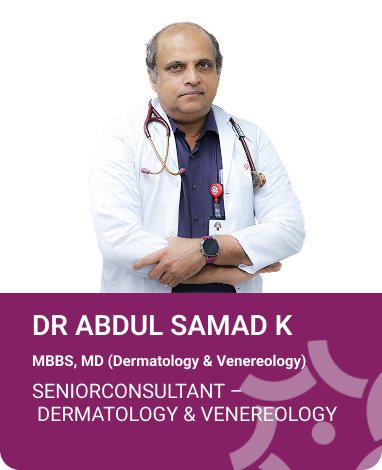 DR ABDUL SAMAD K
MBBS, MD (Dermatology & Venereology)
SENIORCONSULTANT –
DERMATOLOGY & VENEREOLOGY